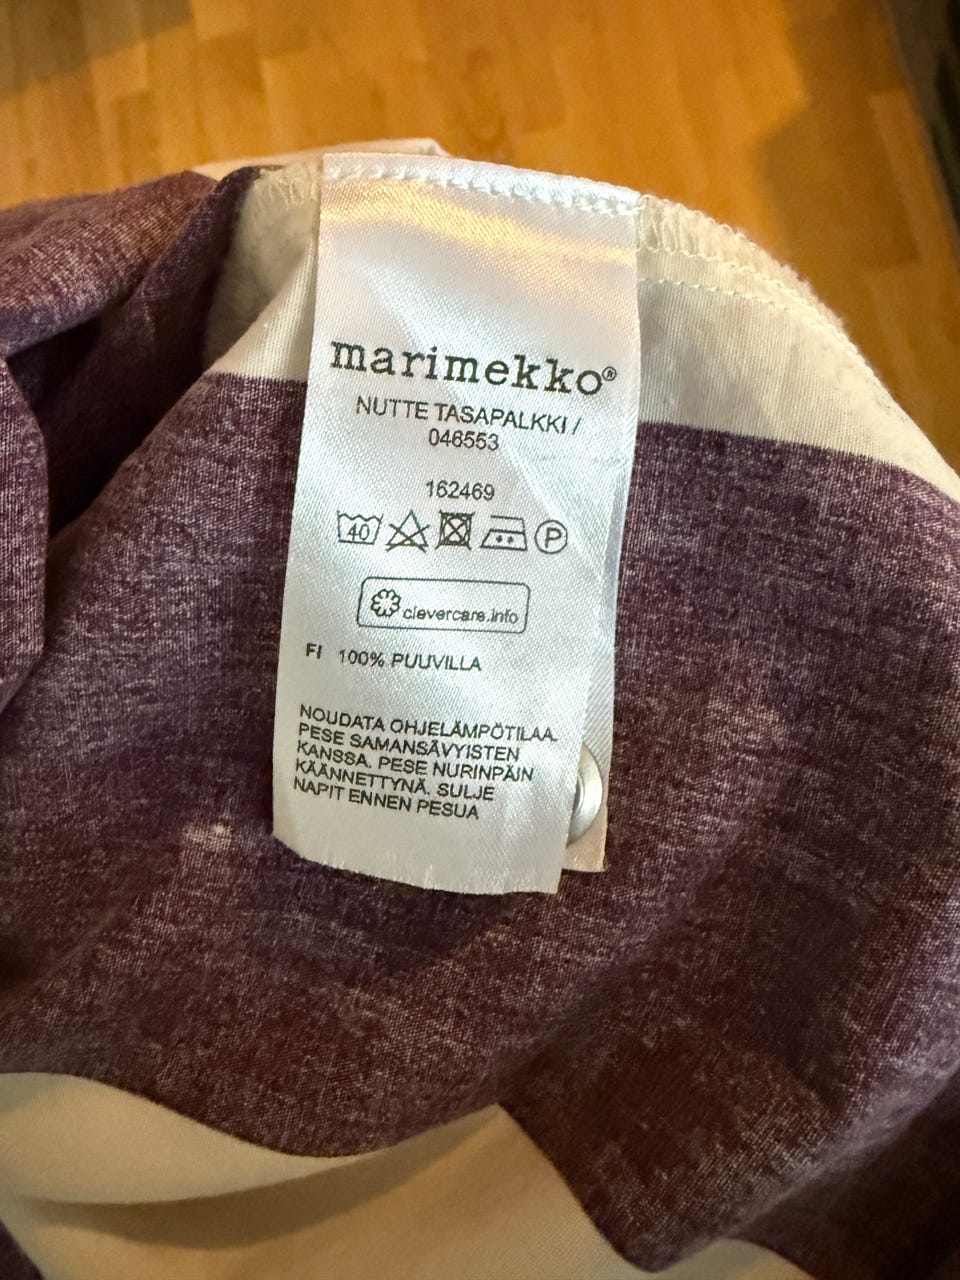 marimekko®
NUTTE TASAPALKKI /
046553
162469
40 P
clevercare.info
FI 100% PUUVILLA
NOUDATA OHJELÄMPÖTILAA.
PESE SAMANSÄVYISTEN
KANSSA. PESE NURINPÄIN
KÄÄNNETTYNÄ. SULJE
NAPIT ENNEN PESUA